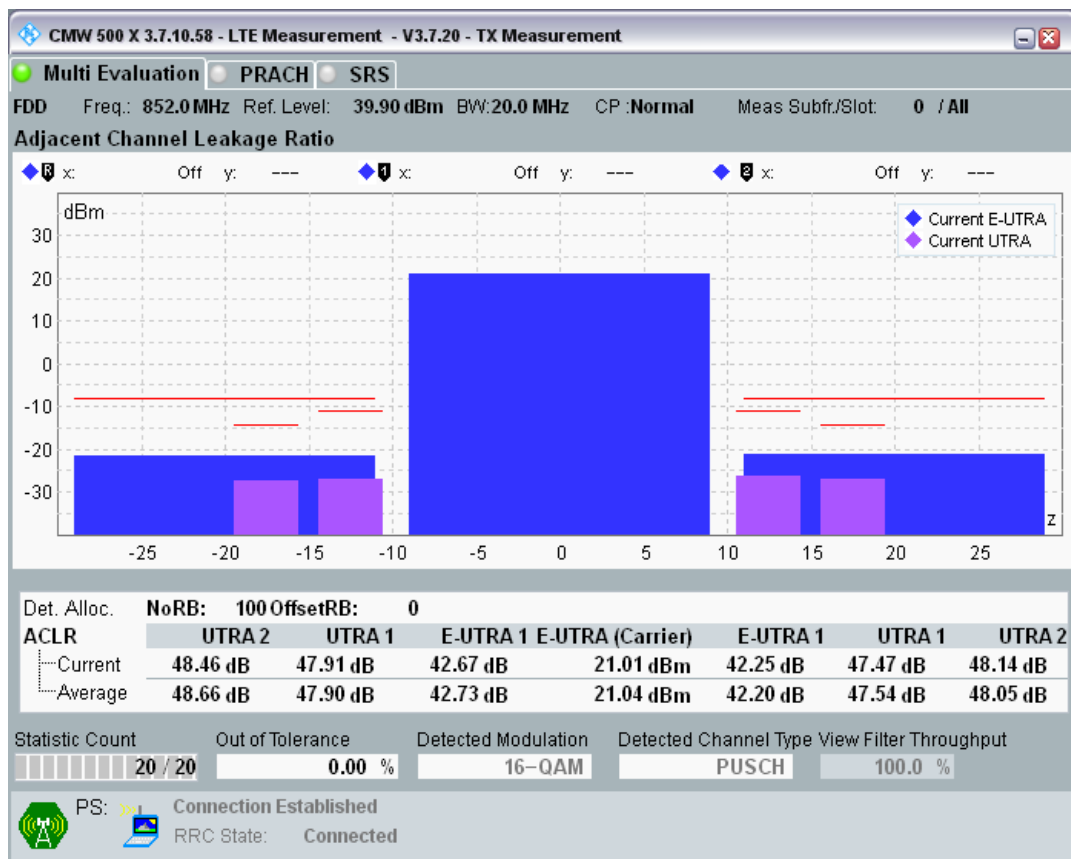 CMW 500 X 3.7.10.58 - LTE Measurement - V3.7.20 - TX Measurement
Multi Evaluation PRACH SRS
FDD Freq.: 852.0 MHz Ref. Level: 39.90 dBm BW:20.0 MHz CP :Normal Meas Subfr./Slot: 0 / All
Adjacent Channel Leakage Ratio
R x: Off y: --- 1 x: Off y: --- 2 x: Off y: ---
dBm
Current E-UTRA
Current UTRA
30
20
10
0
-10
-20
-30
z
-25 -20 -15 -10 -5 0 5 10 15 20 25
Det. Alloc. NoRB: 100 OffsetRB: 0
ACLR UTRA 2 UTRA 1 E-UTRA 1 E-UTRA (Carrier) E-UTRA 1 UTRA 1 UTRA 2
Current 48.46 dB 47.91 dB 42.67 dB 21.01 dBm 42.25 dB 47.47 dB 48.14 dB
Average 48.66 dB 47.90 dB 42.73 dB 21.04 dBm 42.20 dB 47.54 dB 48.05 dB
Statistic Count Out of Tolerance Detected Modulation Detected Channel Type View Filter Throughput
20 / 20 0.00 % 16-QAM PUSCH 100.0 %
PS: Connection Established
RRC State: Connected